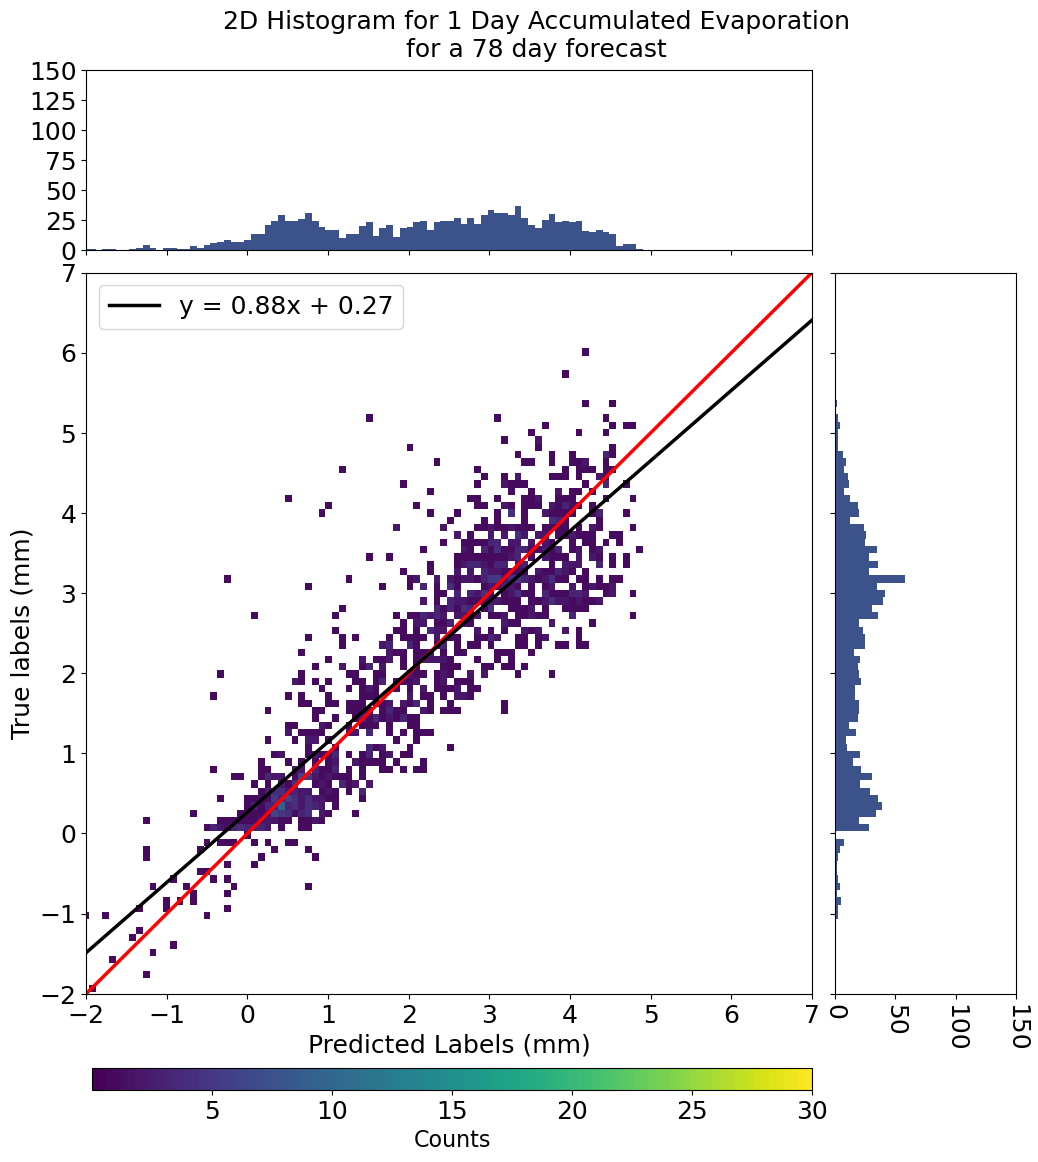 2D Histogram for 1 Day Accumulated Evaporation
for a 78 day forecast
150
125
100
75
50
25
0
7
6
5
4
3
2
1
0
−1
−2
y = 0.88x + 0.27
True labels (mm)
−2 −1 0 1 2 3 4 5 6 7
Predicted Labels (mm)
0 50 100 150
5 10 15 20 25 30
Counts